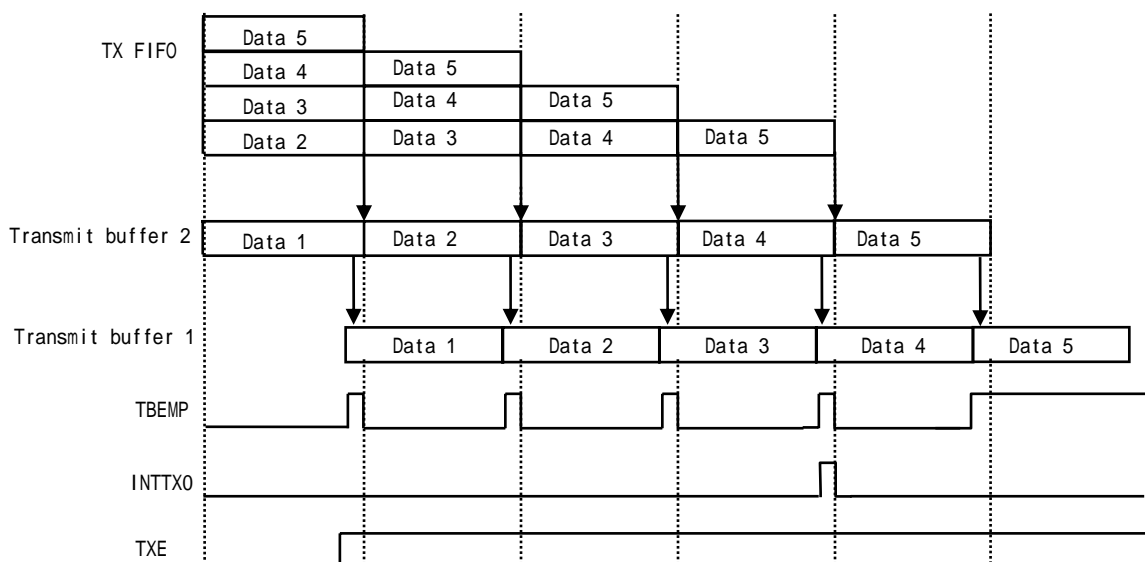 Data 5
TX FIFO
Data 4 Data 5
Data 3 Data 4 Data 5
Data 2 Data 3 Data 4 Data 5
Transmit buffer 2 Data 1 Data 2 Data 3 Data 4 Data 5
Transmit buffer 1 Data 1 Data 2 Data 3 Data 4 Data 5
TBEMP
INTTX0
TXE